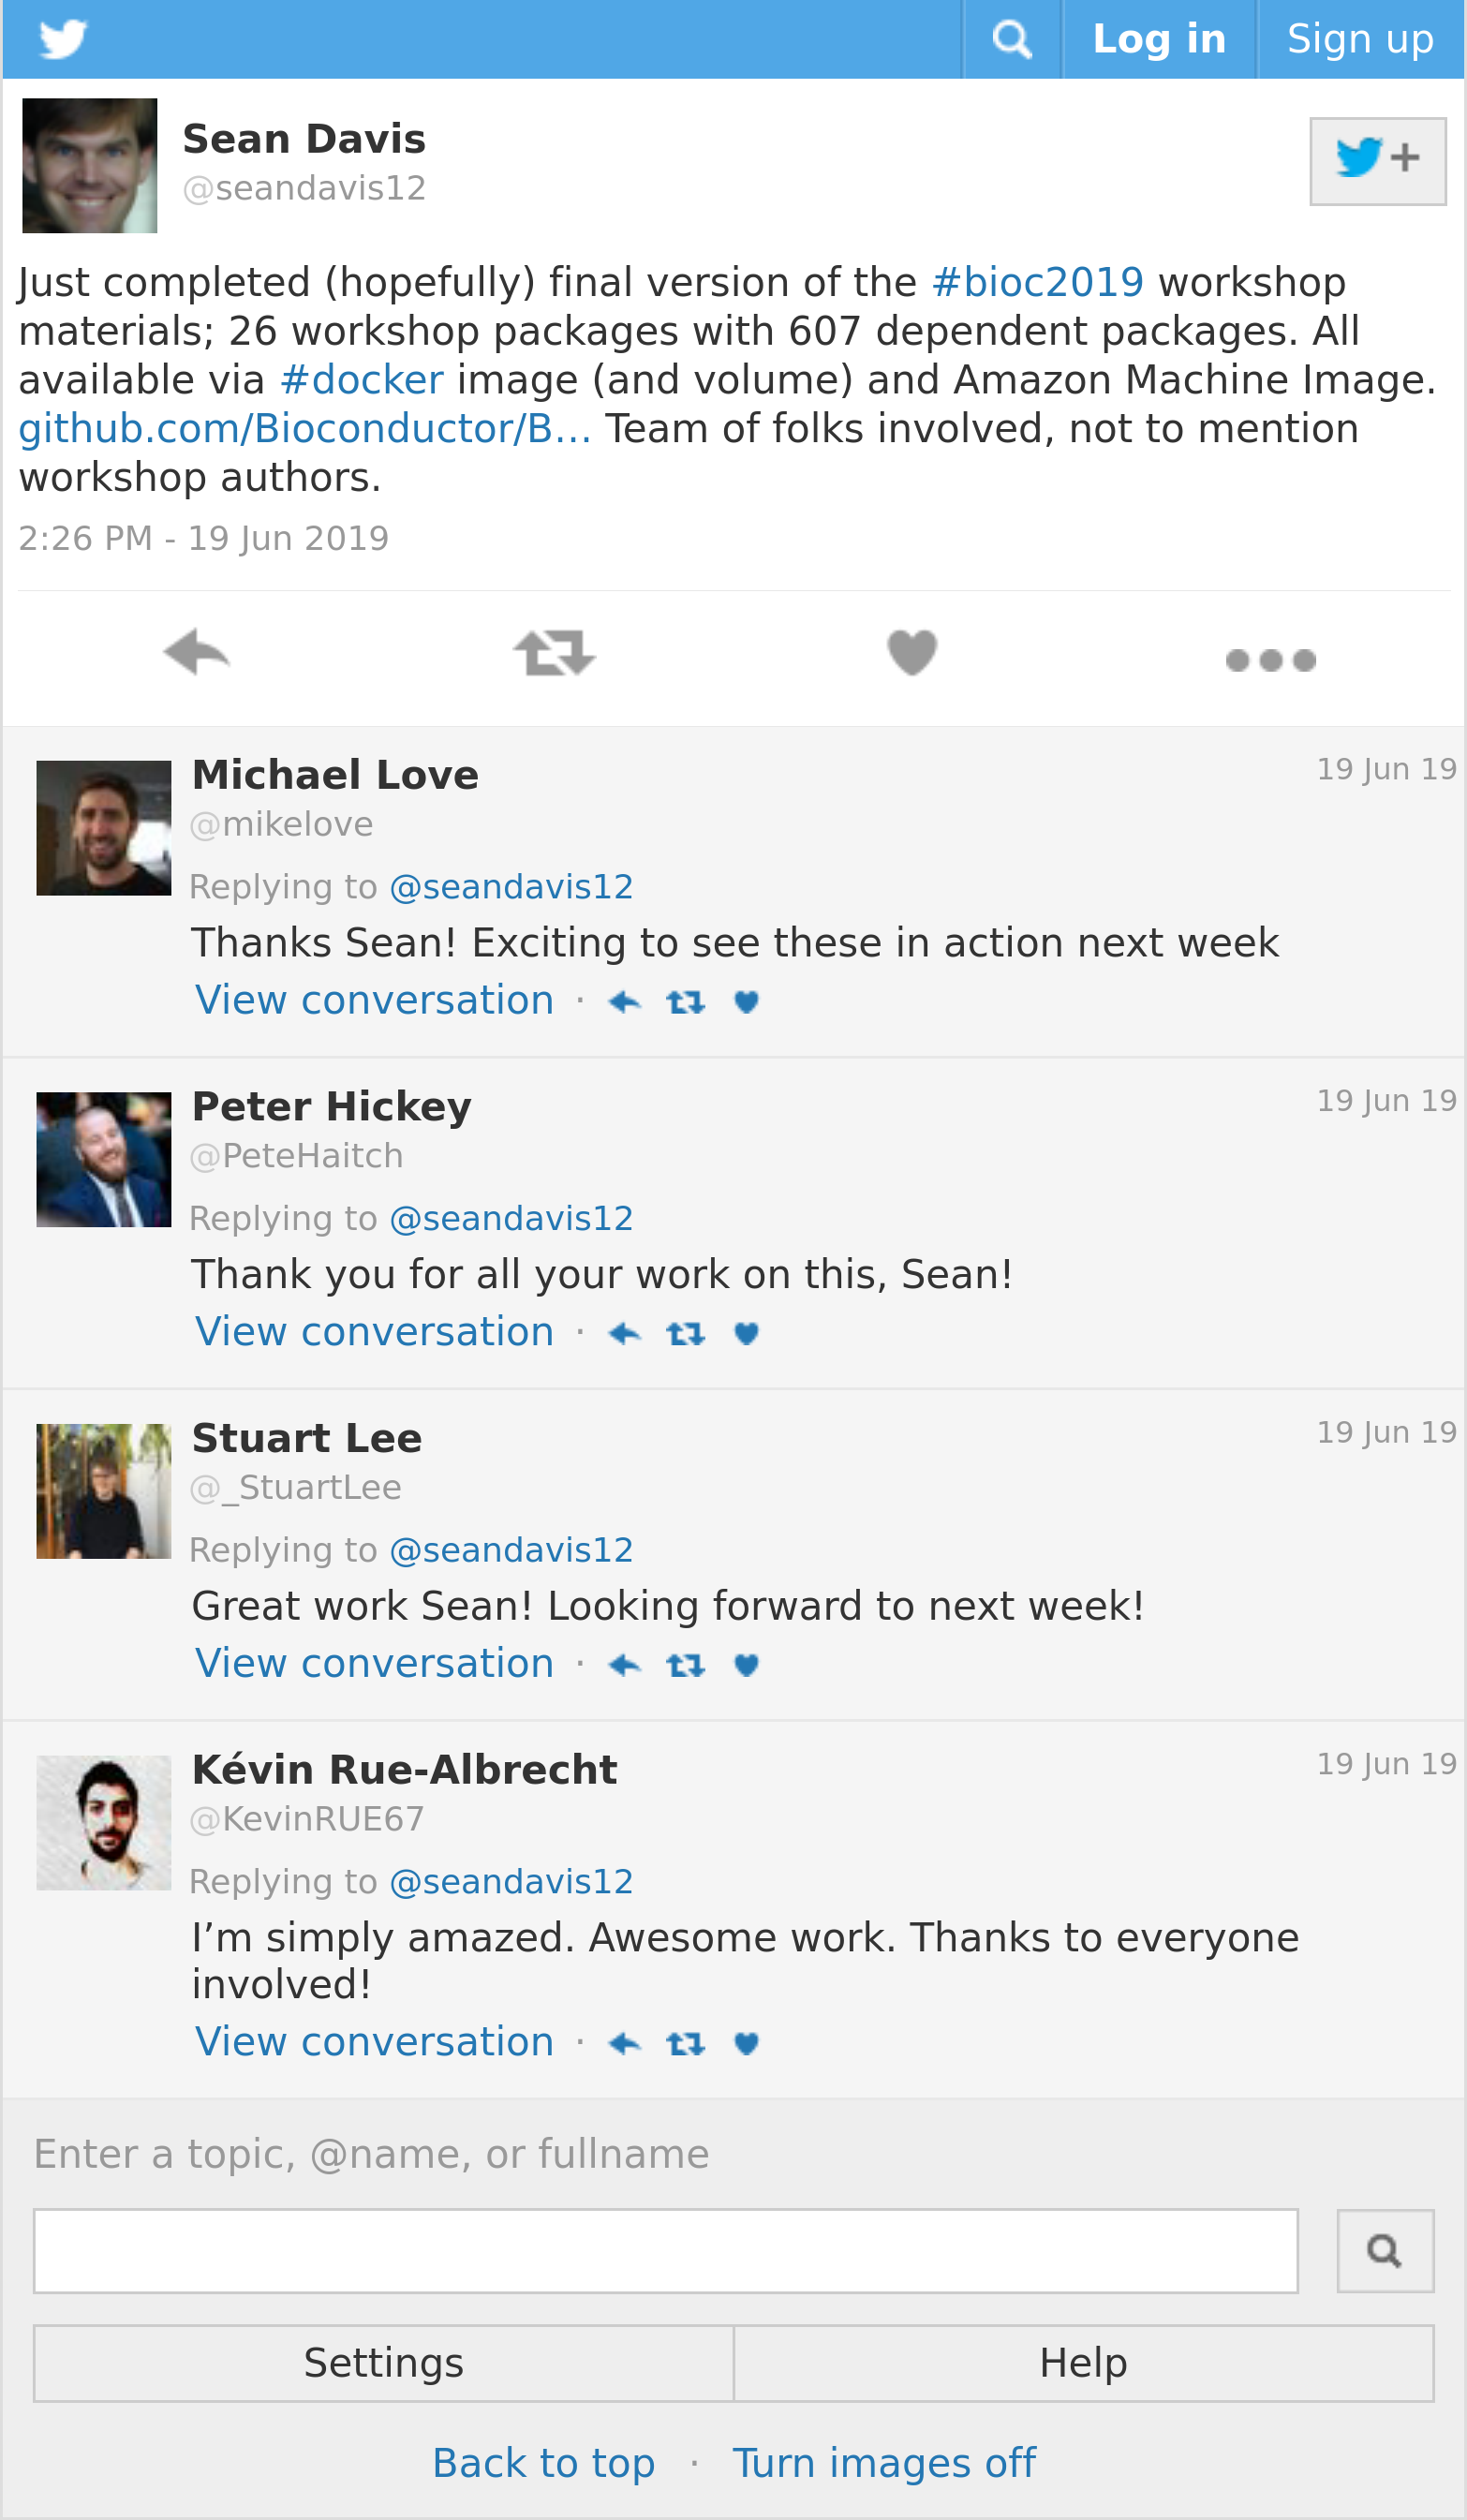 Log in Sign up
Sean Davis
@seandavis12
+
Just completed (hopefully) final version of the #bioc2019 workshop
materials; 26 workshop packages with 607 dependent packages. All
available via #docker image (and volume) and Amazon Machine Image.
github.com/Bioconductor/B... Team of folks involved, not to mention
workshop authors.
2:26 PM - 19 Jun 2019
Michael Love 19 Jun 19
@mikelove
Replying to @seandavis12
Thanks Sean! Exciting to see these in action next week
View conversation ·
Peter Hickey 19 Jun 19
@PeteHaitch
Replying to @seandavis12
Thank you for all your work on this, Sean!
View conversation ·
Stuart Lee 19 Jun 19
@_StuartLee
Replying to @seandavis12
Great work Sean! Looking forward to next week!
View conversation ·
Kévin Rue-Albrecht 19 Jun 19
@KevinRUE67
Replying to @seandavis12
I’m simply amazed. Awesome work. Thanks to everyone
involved!
View conversation ·
Enter a topic, @name, or fullname
Settings Help
Back to top · Turn images off